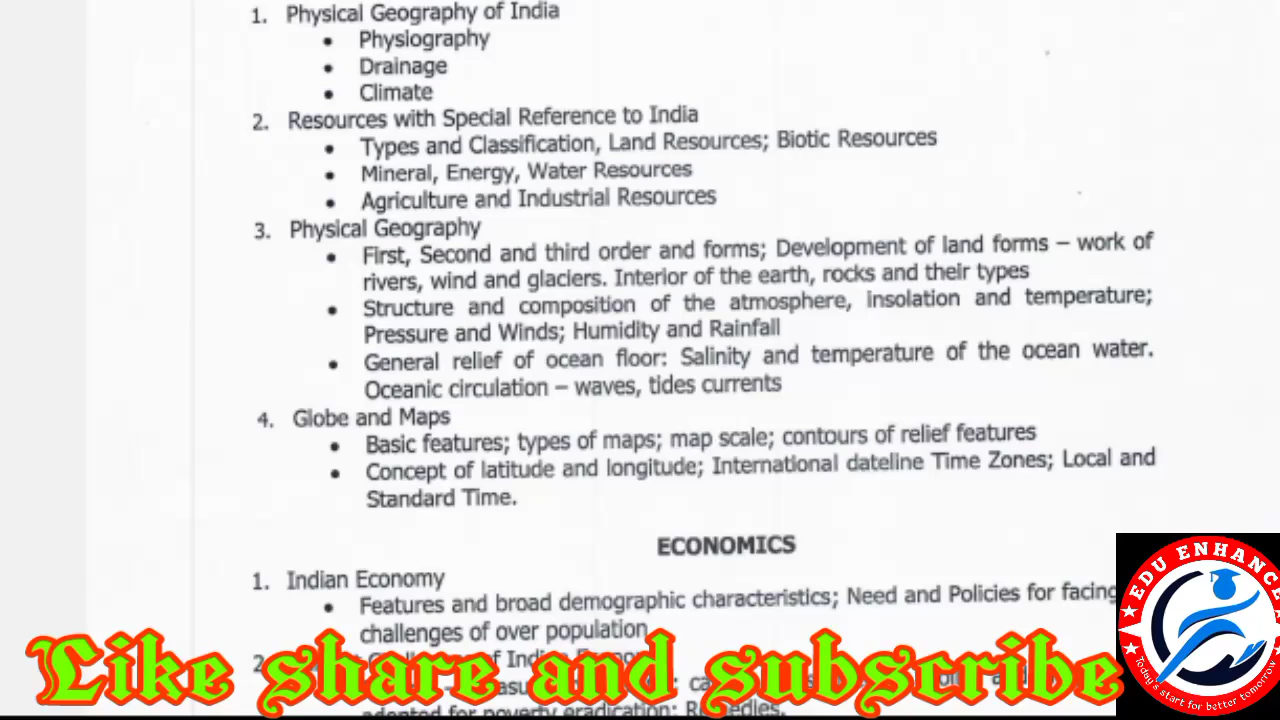 1. Physical Geography of India
• Physiography
• Drainage
• Climate
2. Resources with Special Reference to India
• Types and Classification, Land Resources; Biotic Resources
• Mineral, Energy, Water Resources
• Agriculture and Industrial Resources
3. Physical Geography
• First, Second and third order and forms; Development of land forms – work of
rivers, wind and glaciers. Interior of the earth, rocks and their types
• Structure and composition of the atmosphere, insolation and temperature;
Pressure and Winds; Humidity and Rainfall
• General relief of ocean floor: Salinity and temperature of the ocean water.
Oceanic circulation – waves, tides currents
4. Globe and Maps
• Basic features; types of maps; map scale; contours of relief features
• Concept of latitude and longitude; International dateline Time Zones; Local and
Standard Time.
ECONOMICS
1. Indian Economy
• Features and broad demographic characteristics; Need and Policies for facing
challenges of over population
2. of
adopted for poverty eradication;
Like share and subscribe
EDU ENHANCE
Today's start for better tomorrow